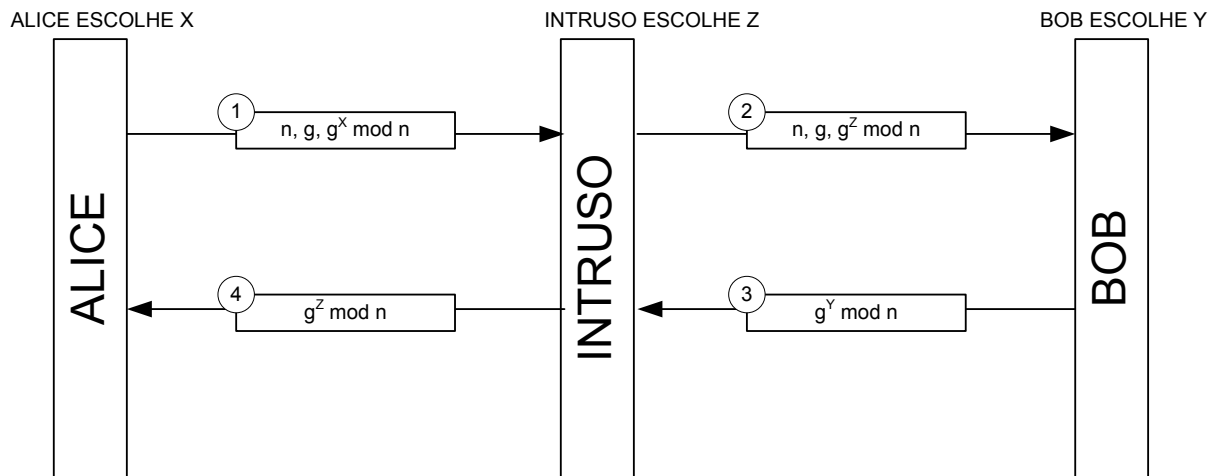 ALICE ESCOLHE X
INTRUSO ESCOLHE Z
BOB ESCOLHE Y
1
n, g, g^X mod n
2
n, g, g^Z mod n
ALICE
INTRUSO
BOB
4
g^Z mod n
3
g^Y mod n